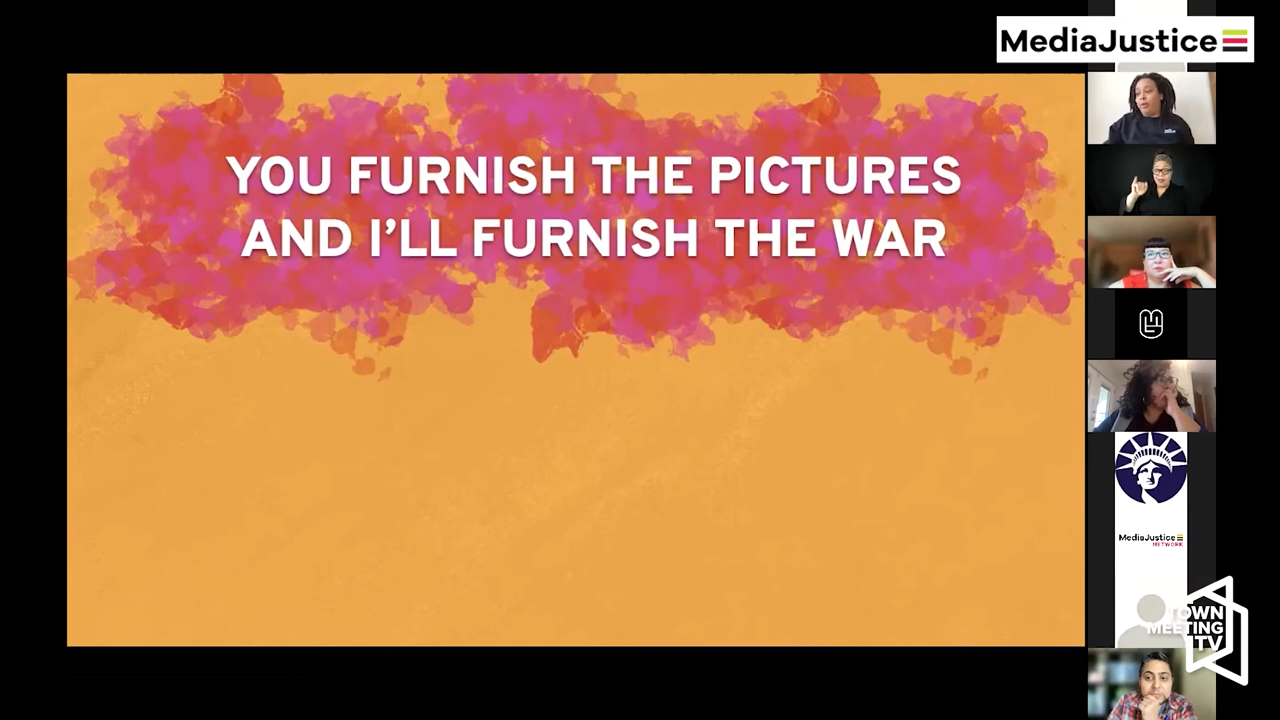 MediaJustice
YOU FURNISH THE PICTURES
AND I’LL FURNISH THE WAR
MediaJustice
NETWORK
TOWN
MEETING
TV